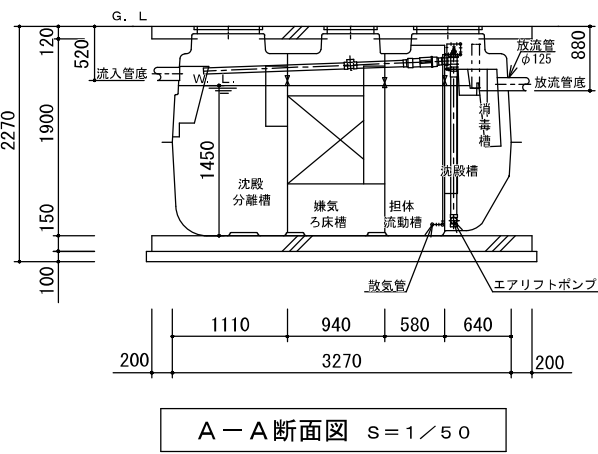 Ｇ．Ｌ
120
520
880
放流管
φ125
流入管底
Ｗ．Ｌ．
放流管底
2270
1900
1450
消毒槽
沈殿槽
沈殿
分離槽
嫌気
ろ床槽
担体
流動槽
150
100
散気管
エアリフトポンプ
1110
940
580
640
200
3270
200
Ａ－Ａ断面図 Ｓ＝１／５０